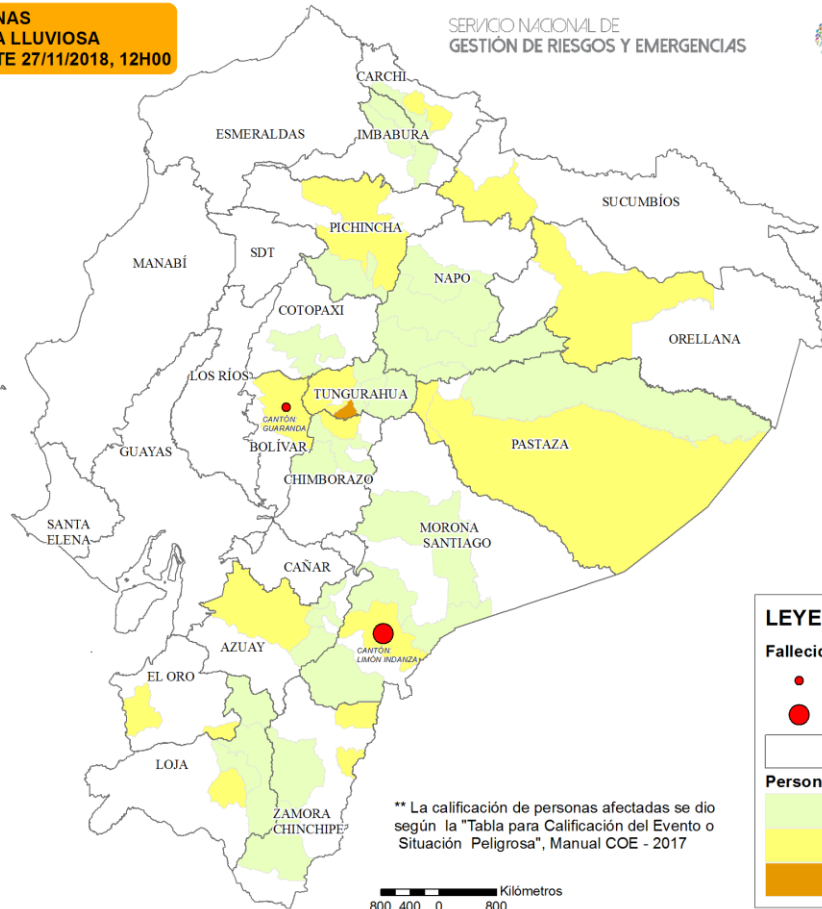 NAS
A LLUVIOSA
TE 27/11/2018, 12H00
SERVICIO NACIONAL DE
GESTIÓN DE RIESGOS Y EMERGENCIAS
CARCHI
ESMERALDAS
IMBABURA
SUCUMBÍOS
PICHINCHA
MANABÍ
SDT
NAPO
COTOPAXI
ORELLANA
LOS RÍOS
TUNGURAHUA
CANTÓN:
GUARANDA
BOLÍVAR
GUAYAS
PASTAZA
CHIMBORAZO
SANTA
ELENA
MORONA
SANTIAGO
CAÑAR
AZUAY
CANTÓN:
LIMÓN INDANZA
EL ORO
LOJA
ZAMORA
CHINCHIPE
LEYE
Fallecid
Person
** La calificación de personas afectadas se dio
según la "Tabla para Calificación del Evento o
Situación Peligrosa", Manual COE - 2017
Kilómetros
800 400 0 800